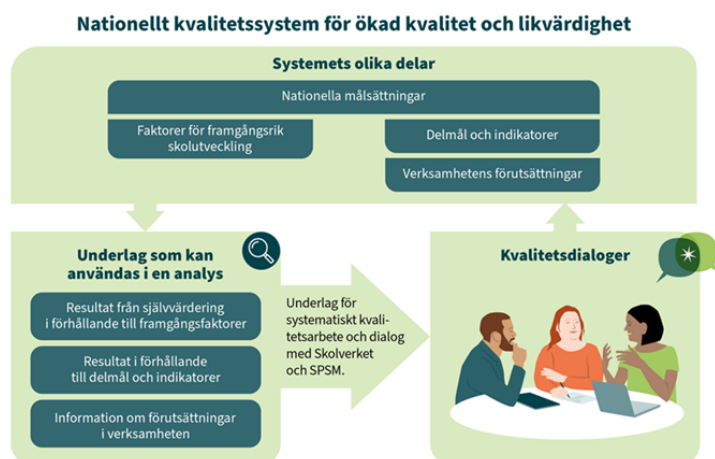 Nationellt kvalitetssystem för ökad kvalitet och likvärdighet
Systemets olika delar
Nationella målsättningar
Faktorer för framgångsrik
skolutveckling
Delmål och indikatorer
Verksamhetens förutsättningar
Underlag som kan
användas i en analys
Resultat från självvärdering
i förhållande till framgångsfaktorer
Resultat i förhållande
till delmål och indikatorer
Information om förutsättningar
i verksamheten
Underlag för
systematiskt kvali-
tetsarbete och dialog
med Skolverket
och SPSM.
Kvalitetsdialoger